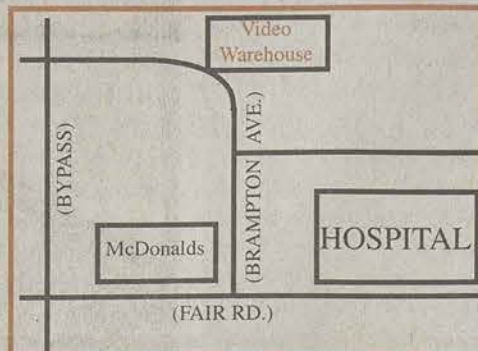 Video
Warehouse
(BYPASS)
(BRAMPTON AVE.)
McDonalds
HOSPITAL
(FAIR RD.)